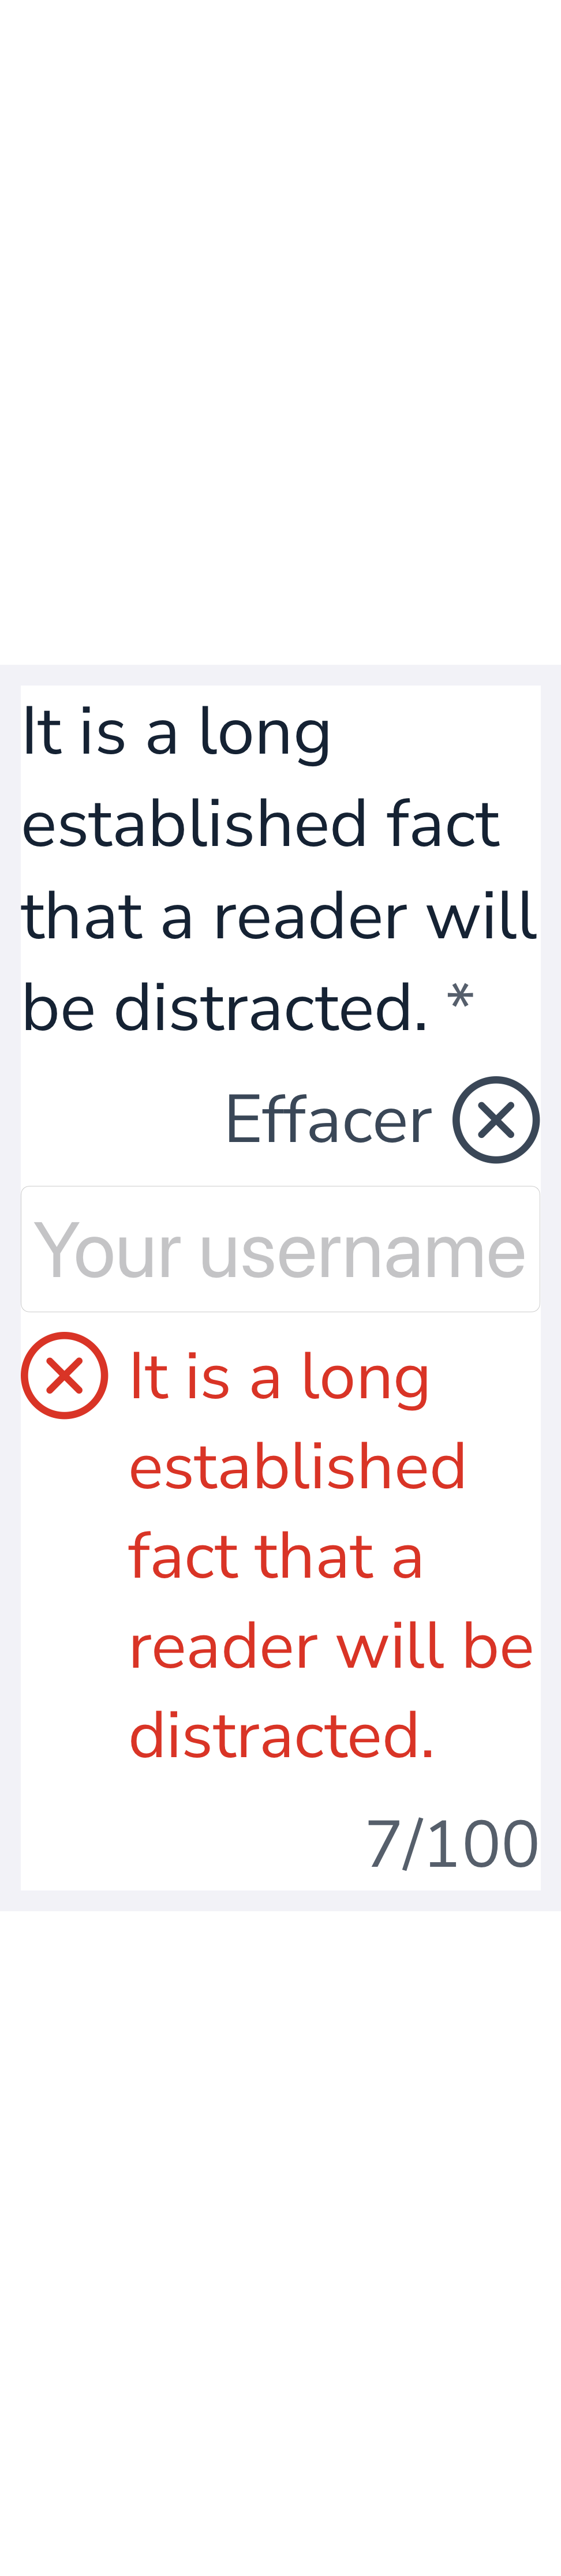 It is a long
established fact
that a reader will
be distracted. *
Effacer
Your username
It is a long
established
fact that a
reader will be
distracted.
7/100